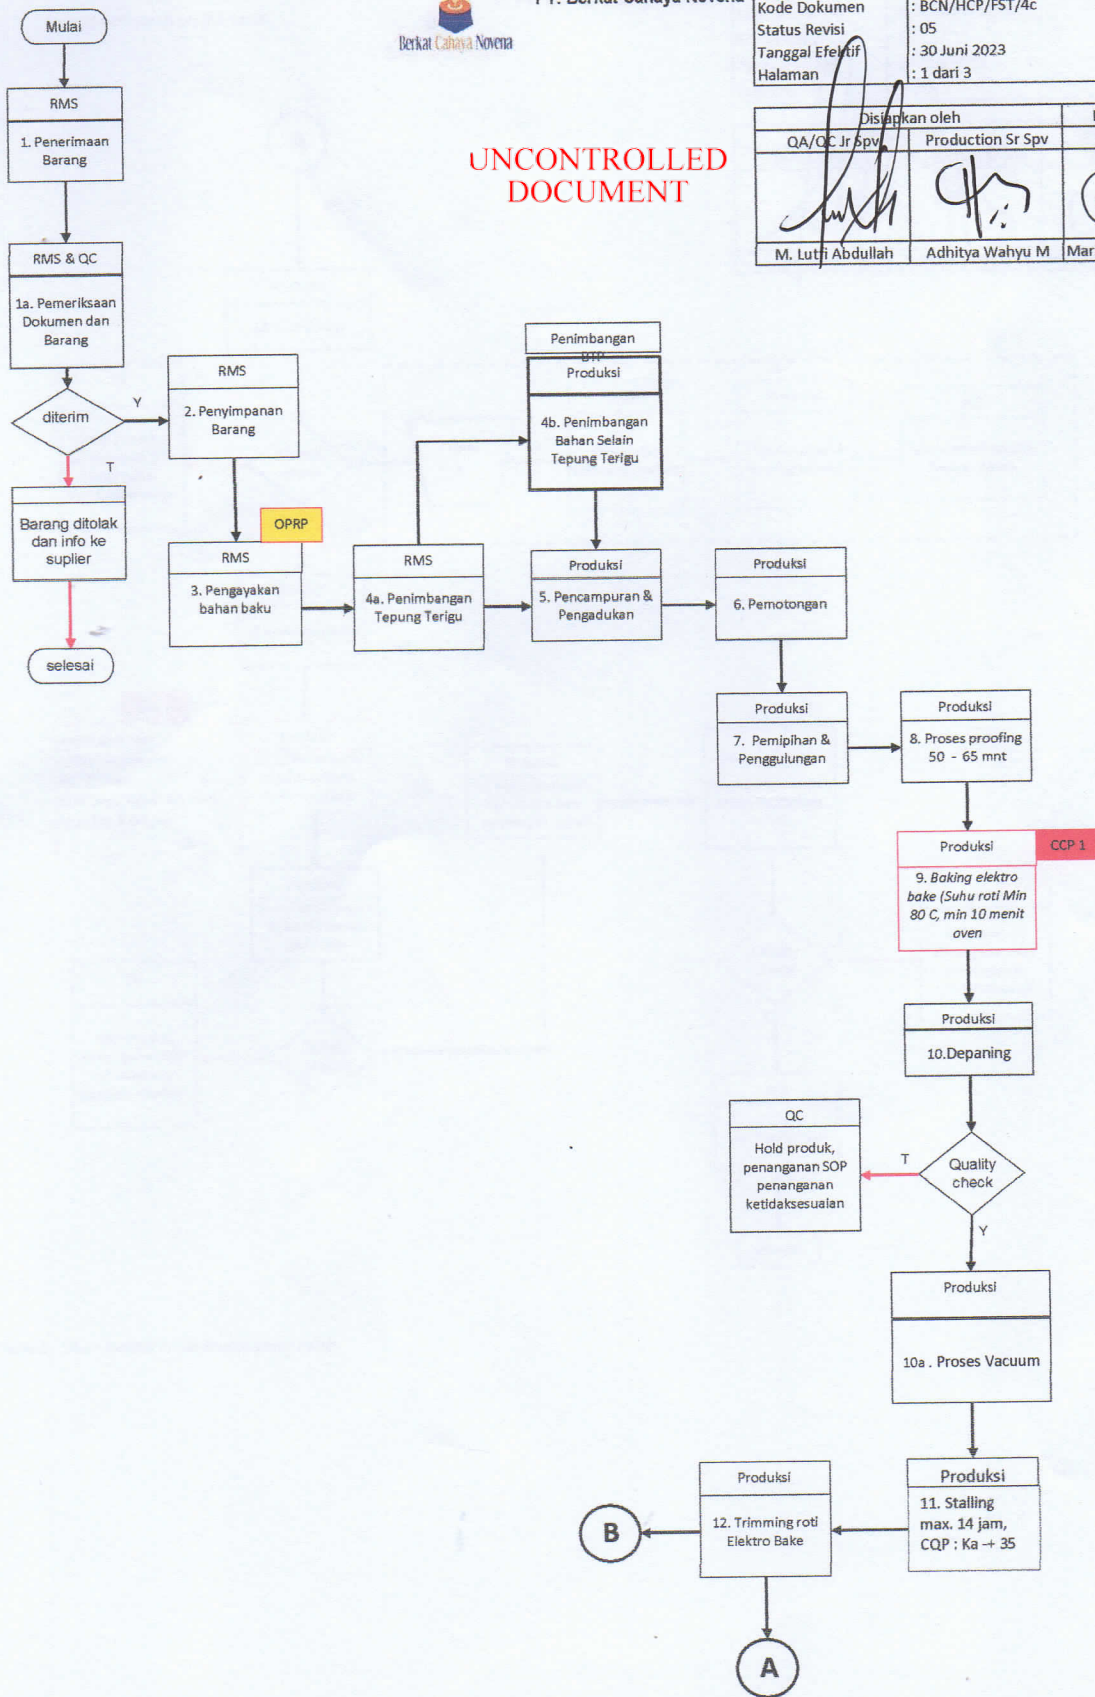 Mulai
Berkat Cahaya Novena
PT. Berkat Cahaya Novena
Kode Dokumen : BCN/HCP/FST/4c
Status Revisi : 05
Tanggal Efektif : 30 Juni 2023
Halaman : 1 dari 3
Disiapkan oleh
QA/QC Jr Spv
Production Sr Spv
M. Lutfi Abdullah
Adhitya Wahyu M
Mar
UNCONTROLLED
DOCUMENT
RMS
1. Penerimaan
Barang
RMS & QC
1a. Pemeriksaan
Dokumen dan
Barang
diterim
Y
T
Barang ditolak
dan info ke
suplier
selesai
RMS
2. Penyimpanan
Barang
OPRP
RMS
3. Pengayakan
bahan baku
RMS
4a. Penimbangan
Tepung Terigu
Penimbangan
BTP
Produksi
4b. Penimbangan
Bahan Selain
Tepung Terigu
Produksi
5. Pencampuran &
Pengadukan
Produksi
6. Pemotongan
Produksi
7. Pemipihan &
Penggulungan
Produksi
8. Proses proofing
50 - 65 mnt
Produksi
CCP 1
9. Baking elektro
bake (Suhu roti Min
80 C, min 10 menit
oven
Produksi
10.Depaning
Quality
check
T
Y
QC
Hold produk,
penanganan SOP
penanganan
ketidaksesuaian
Produksi
10a . Proses Vacuum
Produksi
11. Stalling
max. 14 jam,
CQP : Ka -+ 35
Produksi
12. Trimming roti
Elektro Bake
B
A